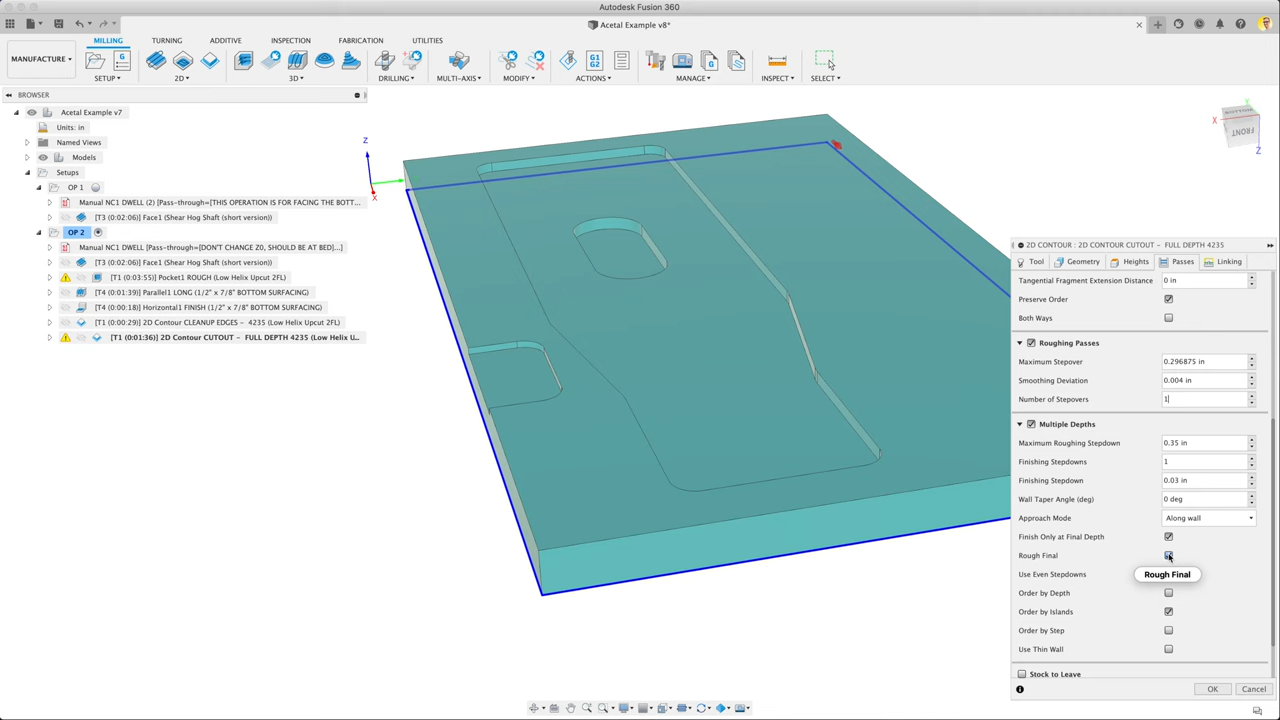 Autodesk Fusion 360
Acetal Example v8*
MANUFACTURE
MILLING TURNING ADDITIVE INSPECTION FABRICATION UTILITIES
SETUP 2D 3D DRILLING MULTI-AXIS MODIFY ACTIONS MANAGE INSPECT SELECT
G1
G2
BROWSER
Acetal Example v7
Units: in
Named Views
Models
Setups
OP 1
Manual NC1 DWELL (2) [Pass-through=[THIS OPERATION IS FOR FACING THE BOTT...
[T3 (0:02:06) Face1 (Shear Hog Shaft (short version))
OP 2
Manual NC1 DWELL [Pass-through=[DON'T CHANGE Z0, SHOULD BE AT BED]...]
[T3 (0:02:06) Face1 (Shear Hog Shaft (short version))
[T1 (0:03:55)] Pocket1 ROUGH (Low Helix Upcut 2FL)
[T4 (0:01:39)] Parallel1 LONG (1/2" x 7/8" BOTTOM SURFACING)
[T4 (0:00:18)] Horizontal1 FINISH (1/2" x 7/8" BOTTOM SURFACING)
[T1 (0:00:29)] 2D Contour CLEANUP EDGES - 4235 (Low Helix Upcut 2FL)
[T1 (0:01:36)] 2D Contour CUTOUT - FULL DEPTH 4235 (Low Helix U...
Z
X
Y
X
FRONT
Z
2D CONTOUR : 2D CONTOUR CUTOUT - FULL DEPTH 4235
Tool Geometry Heights Passes Linking
Tangential Fragment Extension Distance 0 in
Preserve Order
Both Ways
Roughing Passes
Maximum Stepover 0.296875 in
Smoothing Deviation 0.004 in
Number of Stepovers 1
Multiple Depths
Maximum Roughing Stepdown 0.35 in
Finishing Stepdowns 1
Finishing Stepdown 0.03 in
Wall Taper Angle (deg) 0 deg
Approach Mode Along wall
Finish Only at Final Depth
Rough Final
Use Even Stepdowns Rough Final
Order by Depth
Order by Islands
Order by Step
Use Thin Wall
Stock to Leave
OK Cancel